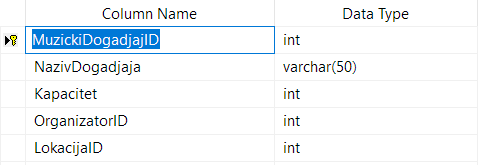 Column Name Data Type
MuzickiDogadjajID int
NazivDogadjaja varchar(50)
Kapacitet int
OrganizatorID int
LokacijaID int